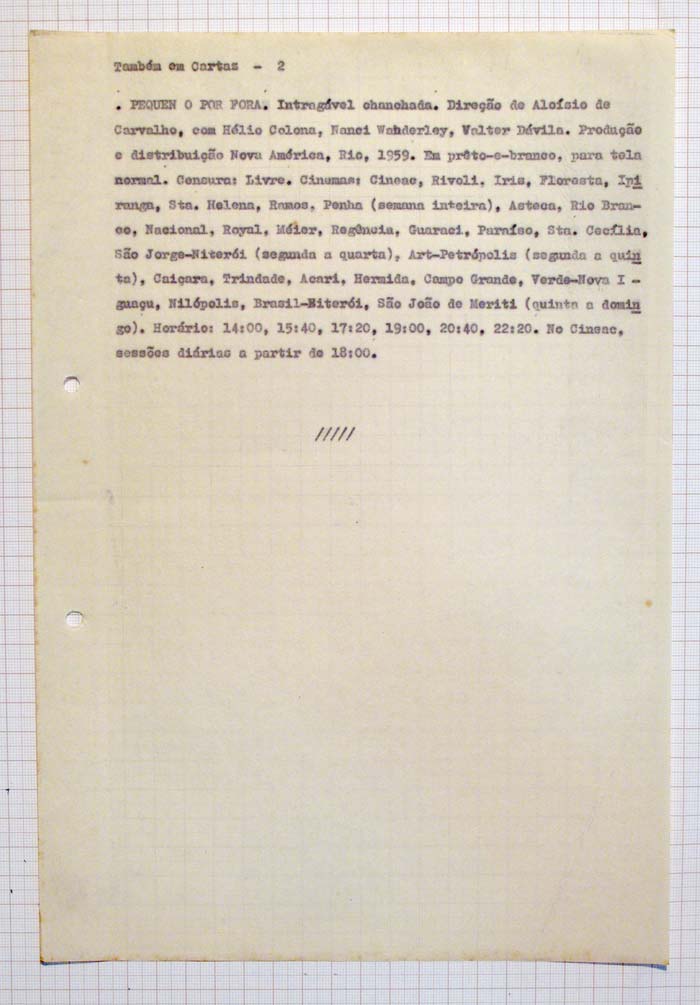 Também em Cartaz - 2
. PEQUEN O POR FORA. Intragável chanchada. Direção de Aloísio de
Carvalho, com Hélio Colona, Nanci Wanderley, Walter Dávila. Produção
e distribuição Nova América, Rio, 1959. Em prêto-e-branco, para tela
normal. Censura: Livre. Cinemas: Cineac, Rivoli, Iris, Floresta, Ipi
ranga, Sta. Helena, Ramos, Penha (semana inteira), Asteca, Rio Bran-
co, Nacional, Royal, Méier, Regência, Guaraci, Paraíso, Sta. Cecília,
São Jorge-Niterói (segunda a quarta), Art-Petrópolis (segunda a quin
ta), Caiçara, Trindade, Acari, Hermida, Campo Grande, Verde-Nova I -
guaçu, Nilópolis, Brasil-Niterói, São João de Meriti (quinta a domin
go). Horário: 14:00, 15:40, 17:20, 19:00, 20:40, 22:20. No Cineac,
sessões diárias a partir de 18:00.
/////